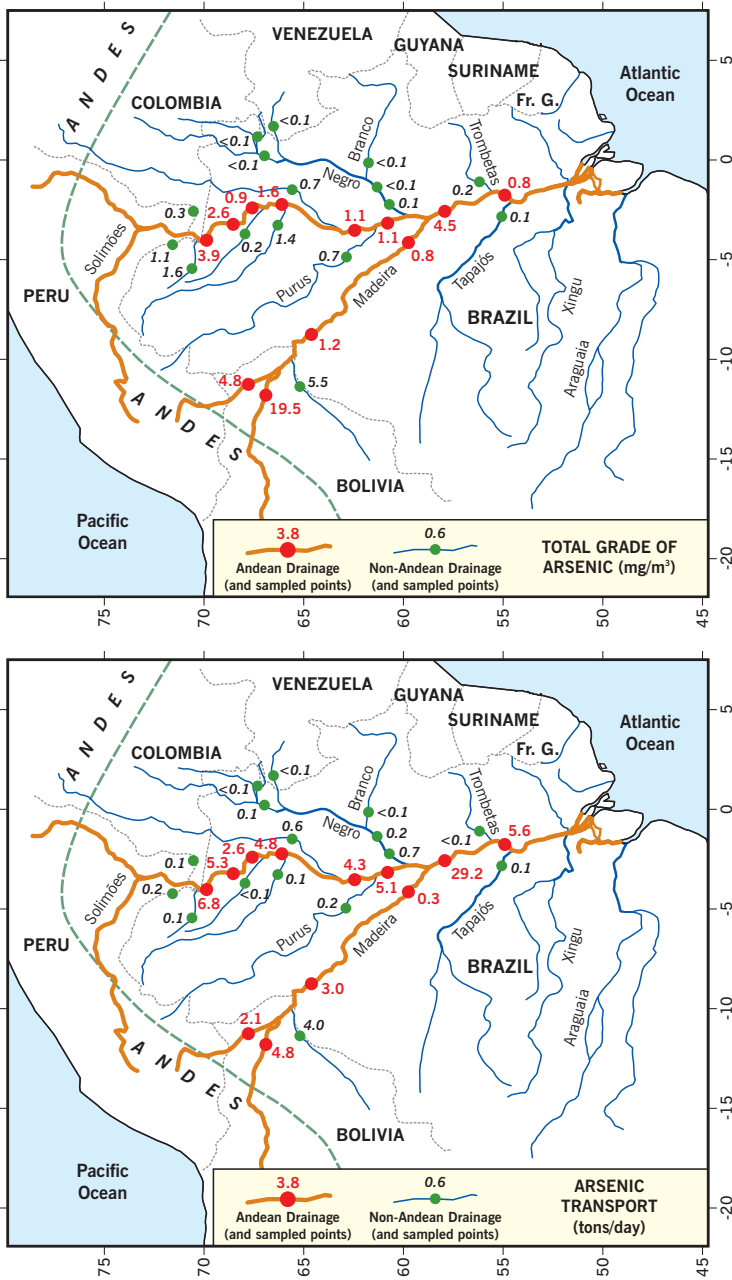 VENEZUELA
GUYANA
SURINAME
Fr. G.
Atlantic
Ocean
ANDES
COLOMBIA
<0.1
<0.1
<0.1
Branco
<0.1
Negro
<0.1
0.1
Trombetas
0.2
0.8
0.1
4.5
0.3
2.6
0.9
1.6
0.7
1.1
1.1
0.8
Solimões
1.1
3.9
1.6
0.2
1.4
0.7
Purus
Madeira
Tapajós
PERU
BRAZIL
Xingu
Araguaia
1.2
4.8
19.5
5.5
ANDES
BOLIVIA
Pacific
Ocean
3.8
Andean Drainage
(and sampled points)
0.6
Non-Andean Drainage
(and sampled points)
TOTAL GRADE OF
ARSENIC (mg/m³)
5
0
-5
-10
-15
-20
75
70
65
60
55
50
45
VENEZUELA
GUYANA
SURINAME
Fr. G.
Atlantic
Ocean
ANDES
COLOMBIA
<0.1
<0.1
0.1
Branco
<0.1
Negro
0.2
0.7
Trombetas
<0.1
5.6
0.1
29.2
0.1
5.3
2.6
4.8
0.6
4.3
5.1
0.3
Solimões
0.2
6.8
0.1
<0.1
0.1
0.2
Purus
Madeira
Tapajós
PERU
BRAZIL
Xingu
Araguaia
3.0
2.1
4.8
4.0
ANDES
BOLIVIA
Pacific
Ocean
3.8
Andean Drainage
(and sampled points)
0.6
Non-Andean Drainage
(and sampled points)
ARSENIC
TRANSPORT
(tons/day)
5
0
-5
-10
-15
-20
75
70
65
60
55
50
45